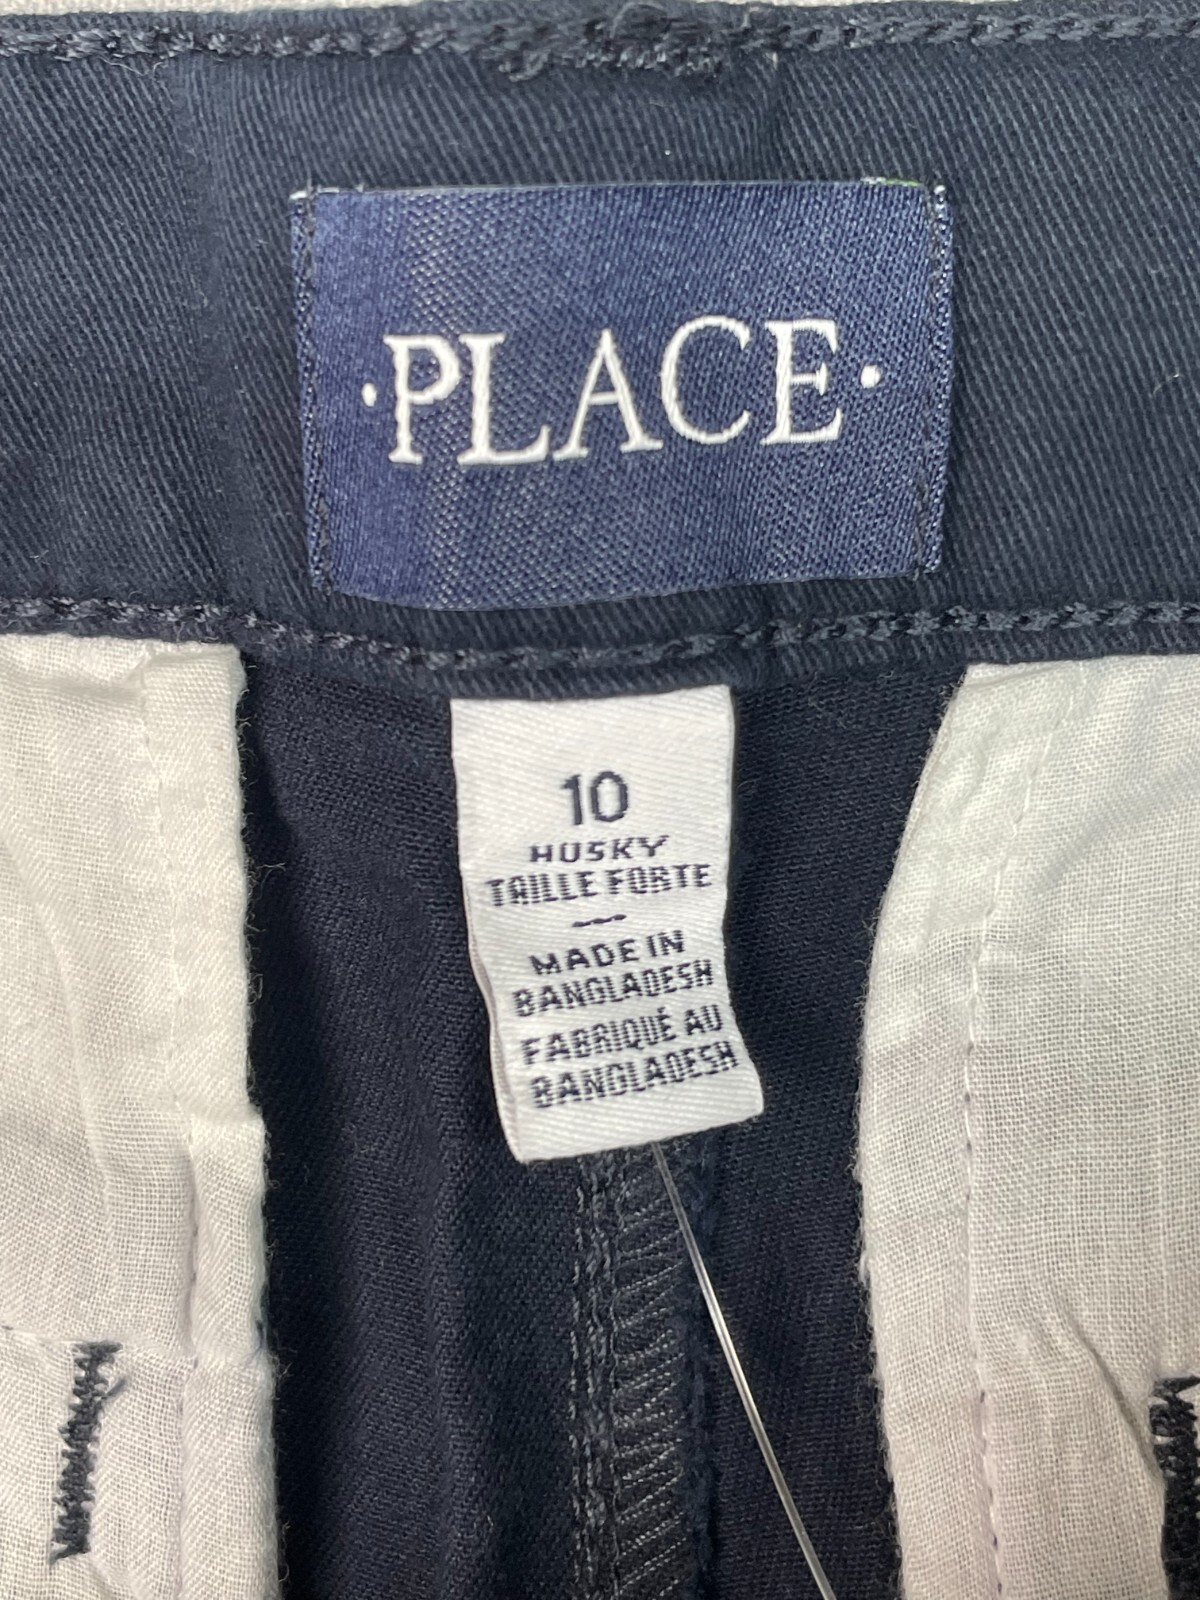 ·PLACE·
10
HUSKY
TAILLE FORTE
—
MADE IN
BANGLADESH
FABRIQUÉ AU
BANGLADESH